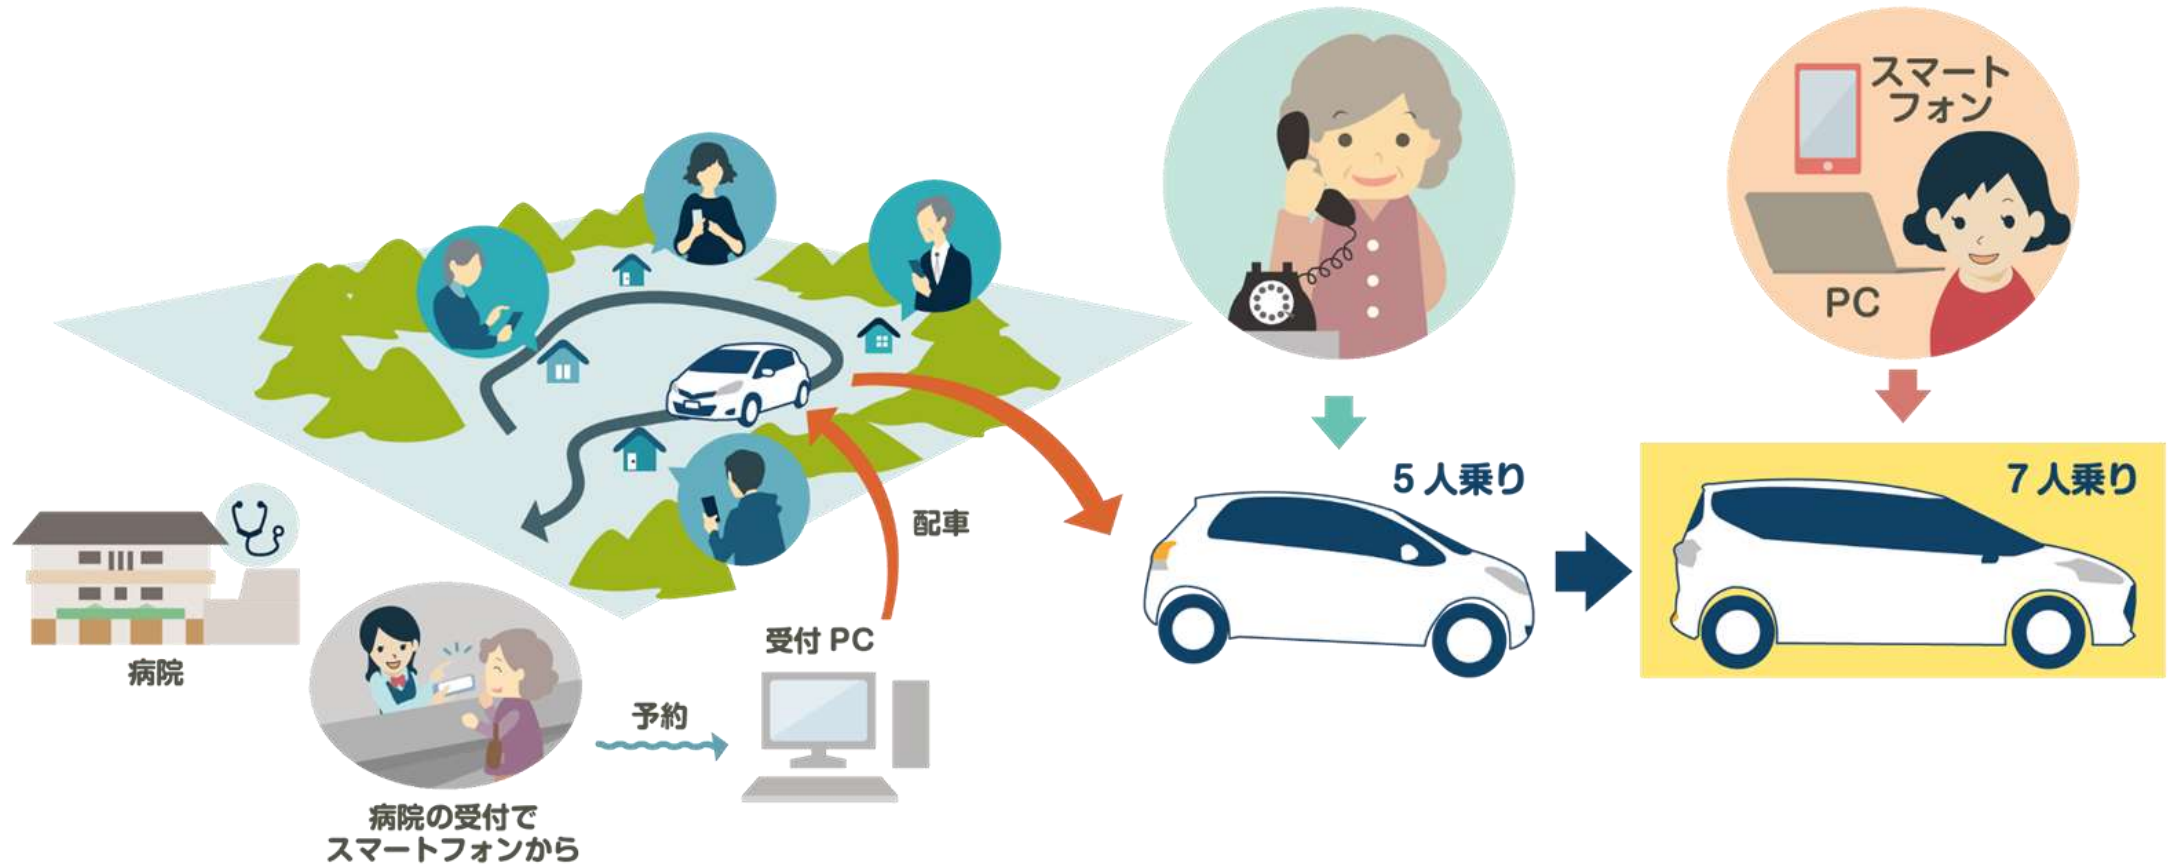 スマート
フォン
PC
5人乗り
7人乗り
配車
病院
受付PC
予約
病院の受付で
スマートフォンから